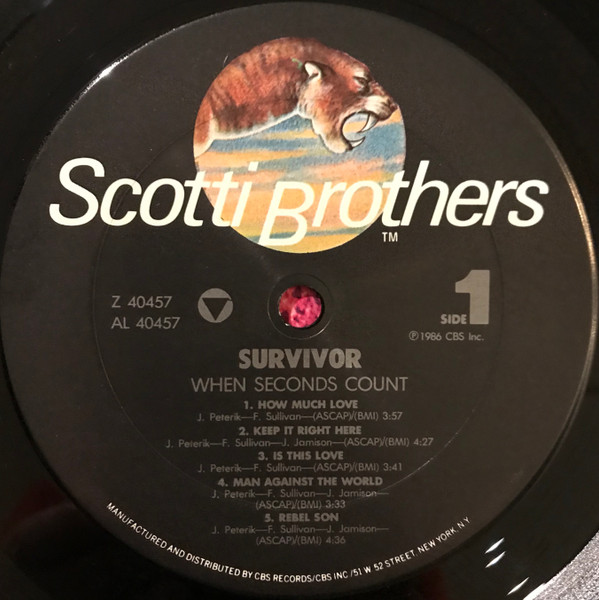 Scotti Brothers
TM
Z 40457
AL 40457
SIDE 1
℗ 1986 CBS Inc.
SURVIVOR
WHEN SECONDS COUNT
1. HOW MUCH LOVE
J. Peterik—F. Sullivan—(ASCAP)/(BMI) 3:57
2. KEEP IT RIGHT HERE
J. Peterik—F. Sullivan—J. Jamison—(ASCAP)/(BMI) 4:27
3. IS THIS LOVE
J. Peterik—F. Sullivan—(ASCAP)/(BMI) 3:41
4. MAN AGAINST THE WORLD
J. Peterik—F. Sullivan—J. Jamison—
(ASCAP)/(BMI) 3:33
5. REBEL SON
J. Peterik—F. Sullivan—J. Jamison—
(ASCAP)/(BMI) 4:36
MANUFACTURED AND DISTRIBUTED BY CBS RECORDS/CBS INC./51 W. 52 STREET, NEW YORK, N.Y.